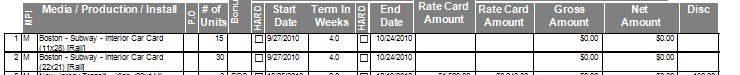 MPI Media / Production / Install PO # of Units Bonus HARD Start Date Term In Weeks HARD End Date Rate Card Amount Rate Card Amount Gross Amount Net Amount Disc
1 M Boston - Subway - Interior Car Card (11x28) [Rail] 15 9/27/2010 4.0 10/24/2010 $0.00 $0.00
2 M Boston - Subway - Interior Car Card (22x21) [Rail] 30 9/27/2010 4.0 10/24/2010 $0.00 $0.00